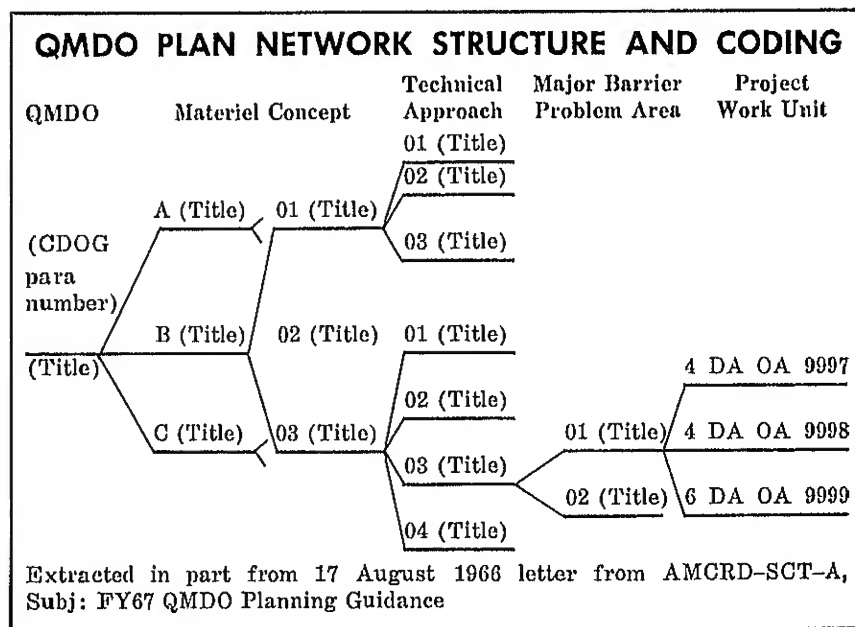 QMDO PLAN NETWORK STRUCTURE AND CODING
Technical Major Barrier Project
QMDO Materiel Concept Approach Problem Area Work Unit
01 (Title)
02 (Title)
A (Title) 01 (Title)
03 (Title)
(CDOG
para
number)
B (Title) 02 (Title) 01 (Title)
(Title)
4 DA OA 9997
02 (Title)
C (Title) 03 (Title) 01 (Title) 4 DA OA 9998
03 (Title)
02 (Title) 6 DA OA 9999
04 (Title)
Extracted in part from 17 August 1966 letter from AMCRD-SCT-A,
Subj: FY67 QMDO Planning Guidance